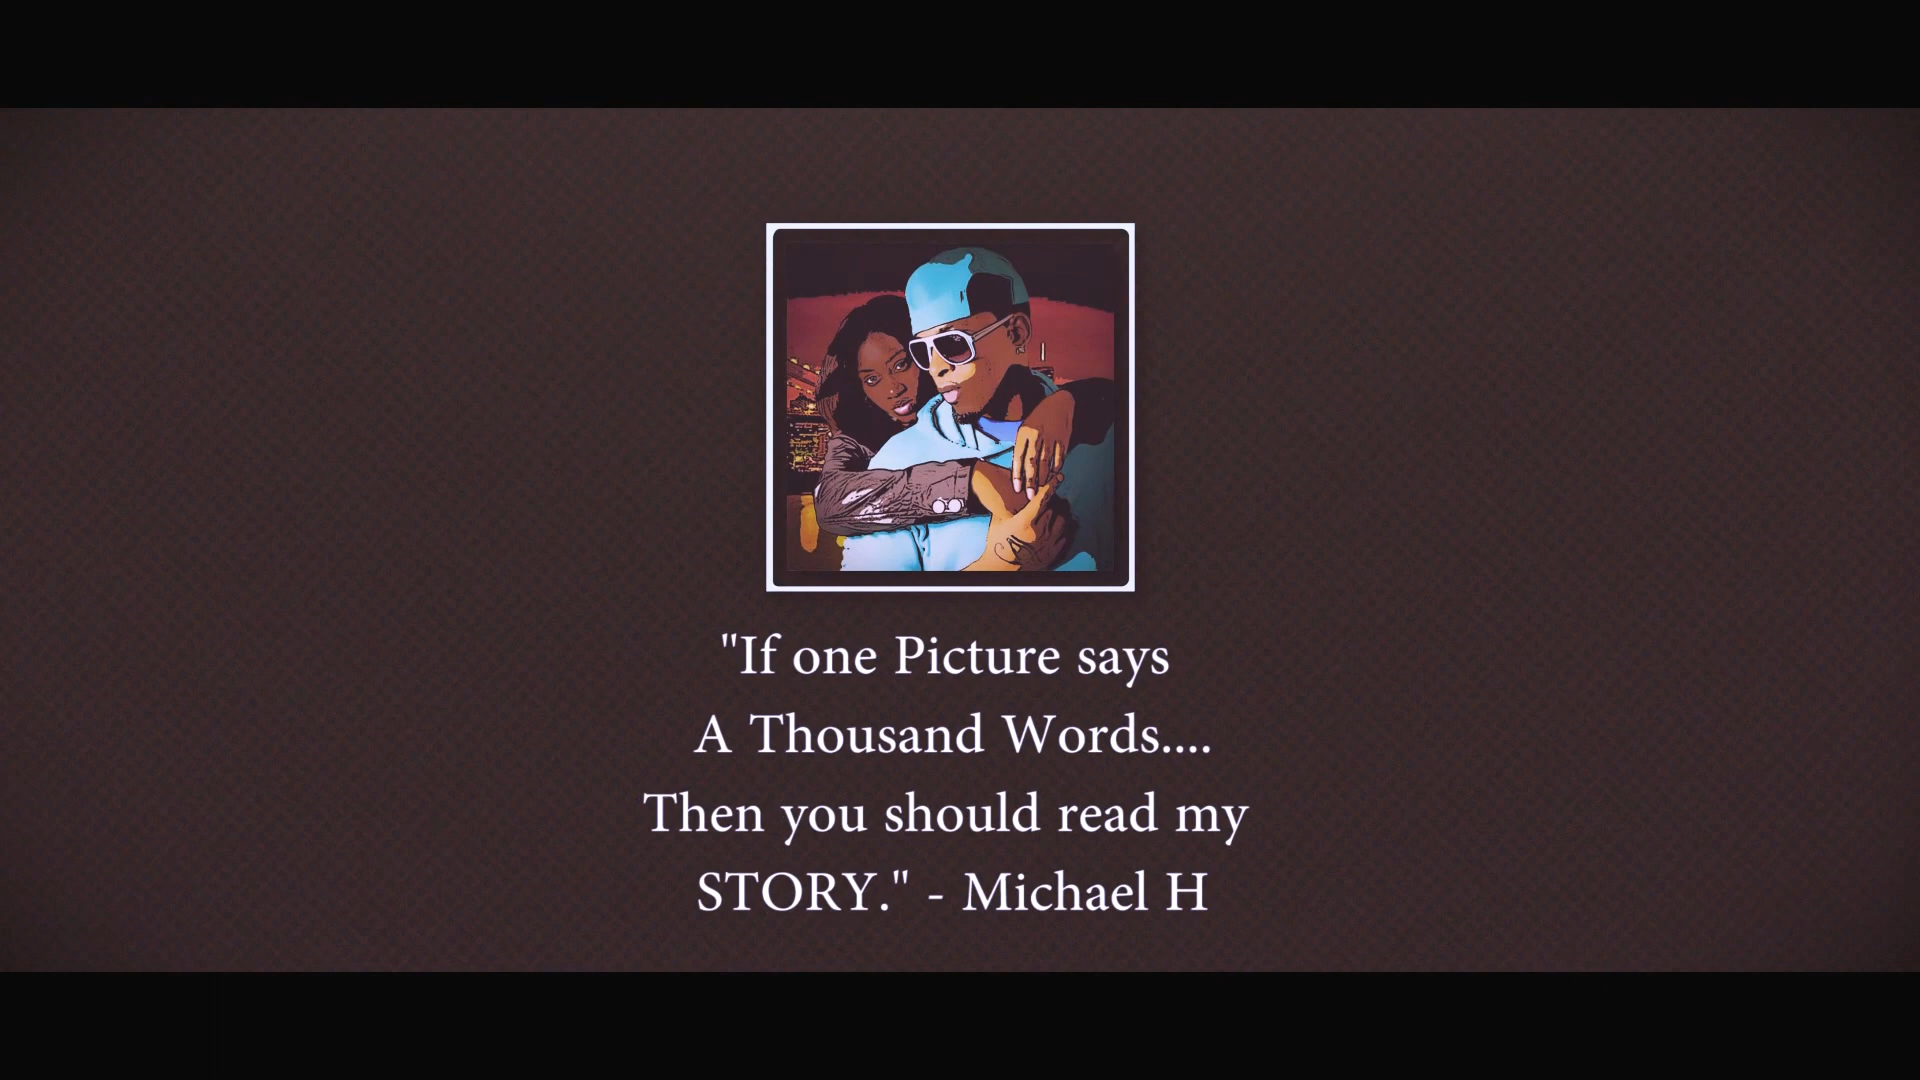 "If one Picture says
A Thousand Words....
Then you should read my
STORY." - Michael H